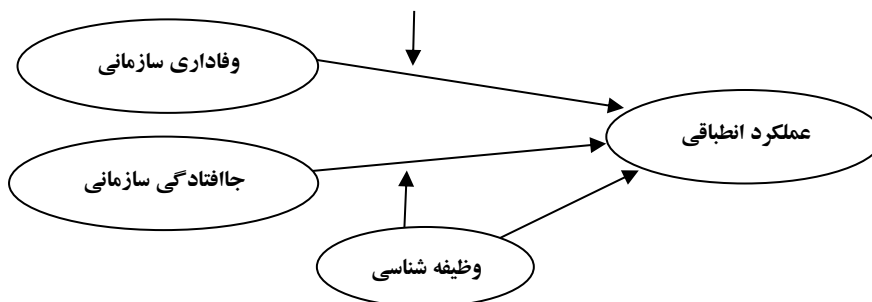 وفاداری سازمانی
عملکرد انطباقی
جاافتادگی سازمانی
وظیفه شناسی